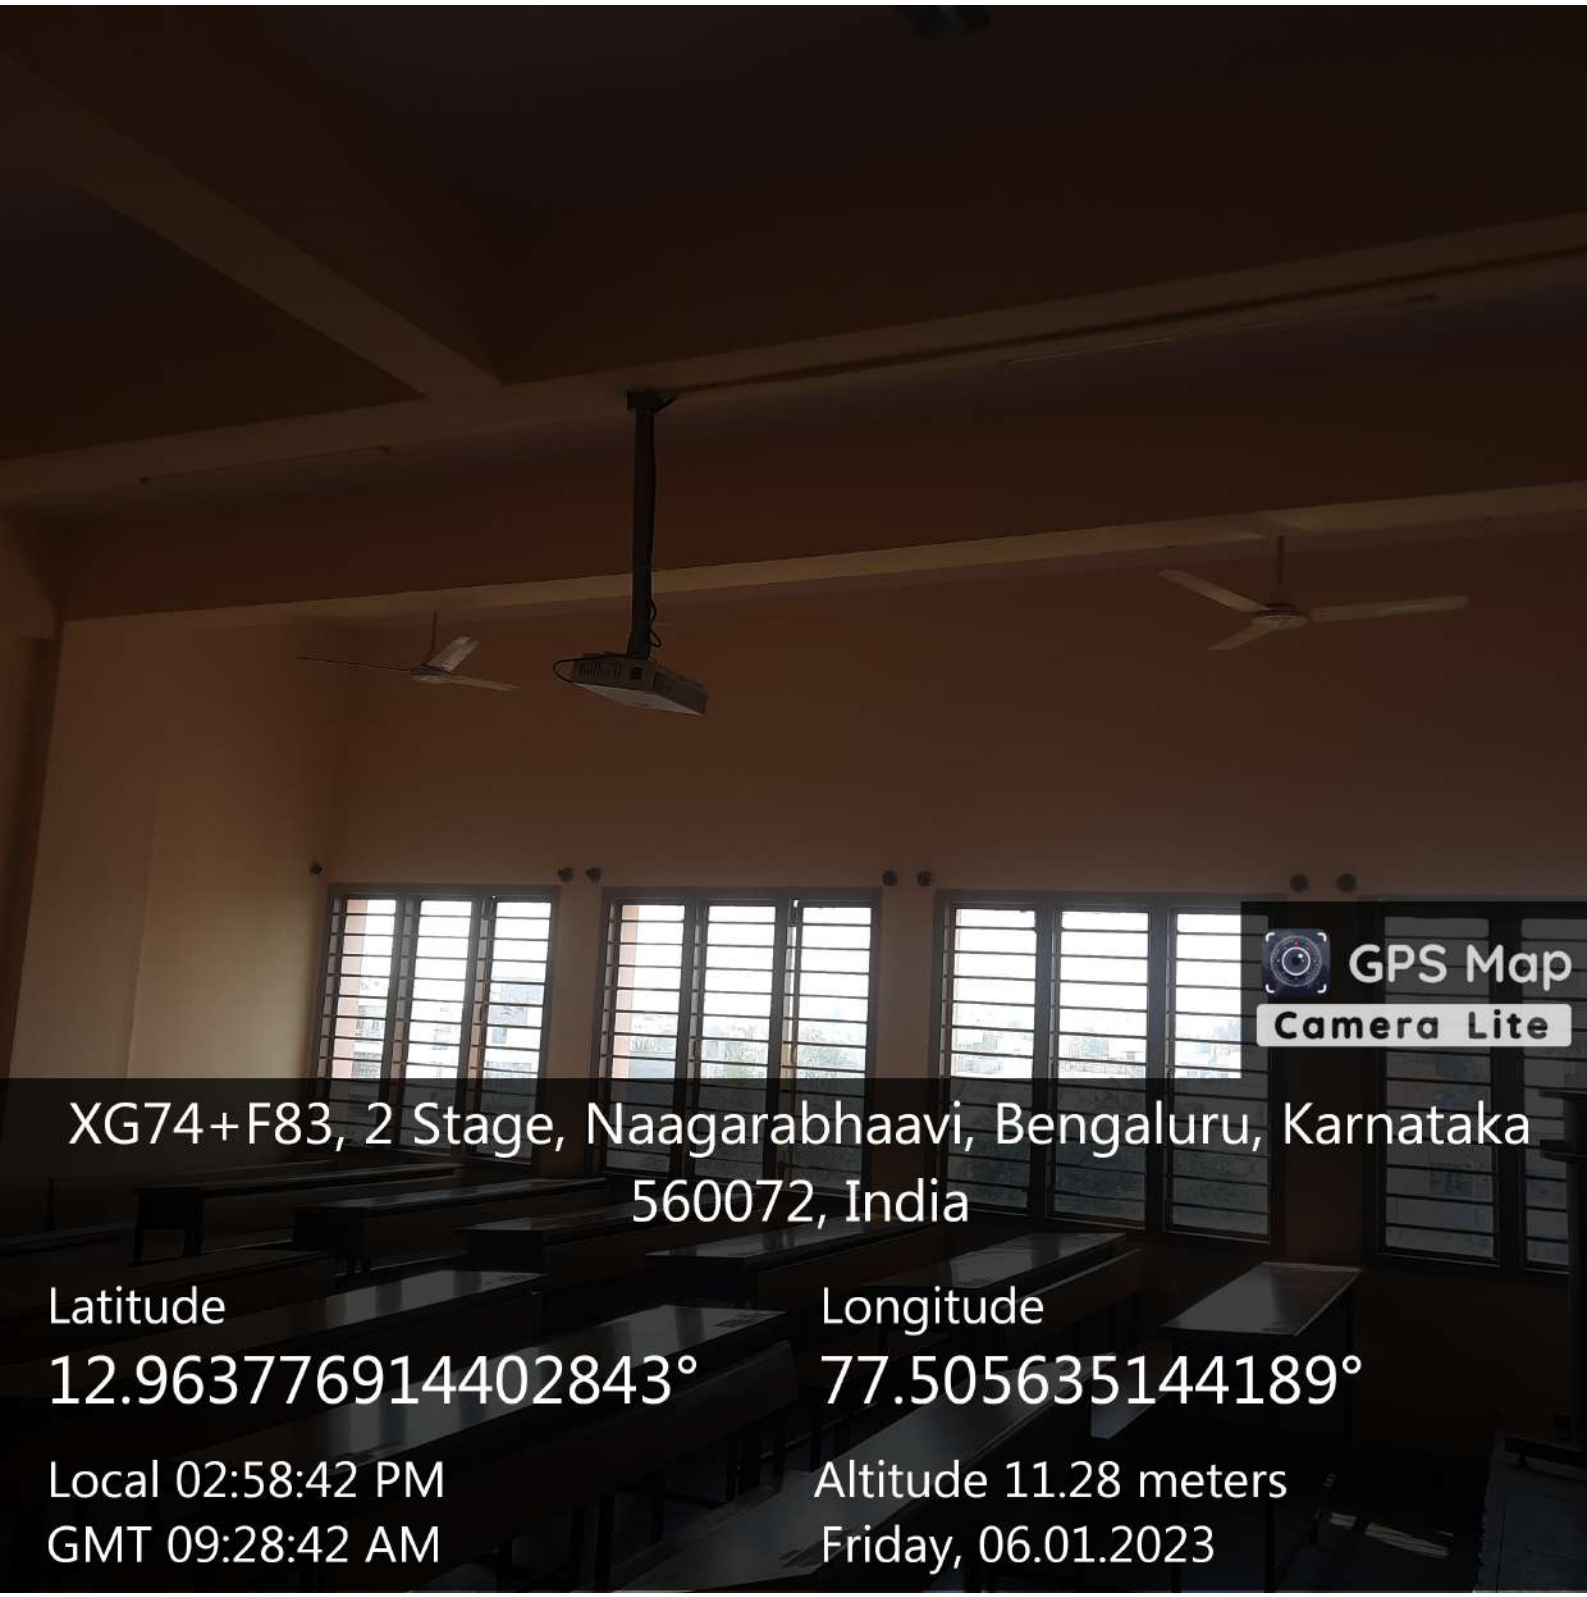 GPS Map
Camera Lite
XG74+F83, 2 Stage, Naagarabhaavi, Bengaluru, Karnataka
560072, India
Latitude
12.963776914402843°
Longitude
77.505635144189°
Local 02:58:42 PM
GMT 09:28:42 AM
Altitude 11.28 meters
Friday, 06.01.2023